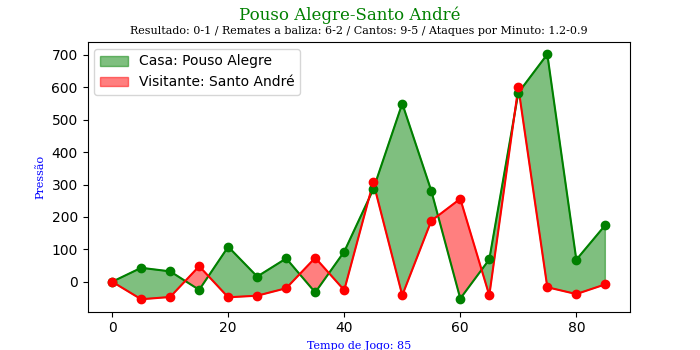 Pouso Alegre-Santo André
Resultado: 0-1 / Remates a baliza: 6-2 / Cantos: 9-5 / Ataques por Minuto: 1.2-0.9
Casa: Pouso Alegre
Visitante: Santo André
Pressão
700
600
500
400
300
200
100
0
0 20 40 60 80
Tempo de Jogo: 85